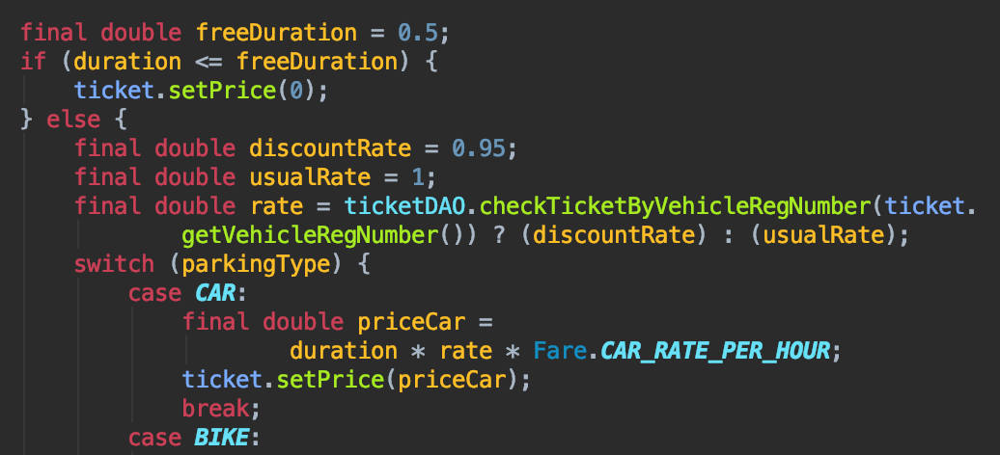 final double freeDuration = 0.5;
if (duration <= freeDuration) {
ticket.setPrice(0);
} else {
final double discountRate = 0.95;
final double usualRate = 1;
final double rate = ticketDAO.checkTicketByVehicleRegNumber(ticket.
getVehicleRegNumber()) ? (discountRate) : (usualRate);
switch (parkingType) {
case CAR:
final double priceCar =
duration * rate * Fare.CAR_RATE_PER_HOUR;
ticket.setPrice(priceCar);
break;
case BIKE: